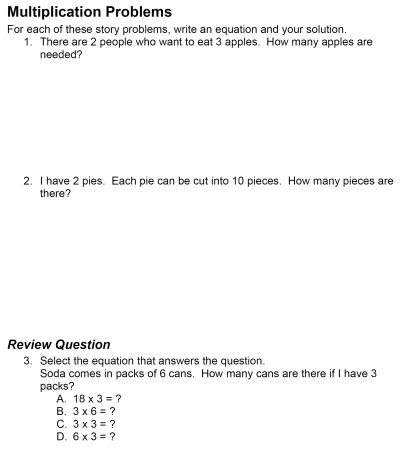 Multiplication Problems
For each of these story problems, write an equation and your solution.
1. There are 2 people who want to eat 3 apples. How many apples are
needed?
2. I have 2 pies. Each pie can be cut into 10 pieces. How many pieces are
there?
Review Question
3. Select the equation that answers the question.
Soda comes in packs of 6 cans. How many cans are there if I have 3
packs?
A. 18 x 3 = ?
B. 3 x 6 = ?
C. 3 x 3 = ?
D. 6 x 3 = ?